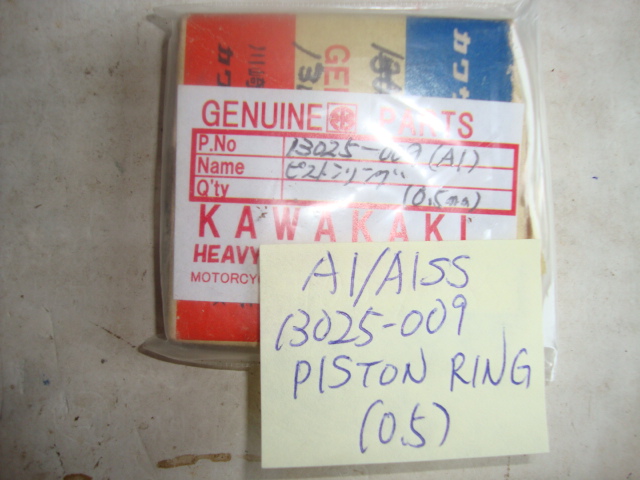 GENUINE PARTS
P.No 13025-009 (A1)
Name ピストンリング
Q'ty (0.5mm)
KAWAKAKI
HEAVY
MOTORCYC
A1/A1SS
13025-009
PISTON RING
(0.5)